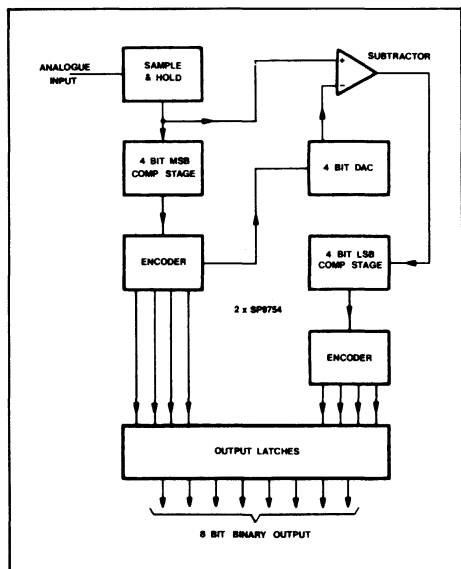 ANALOGUE
INPUT
SAMPLE
& HOLD
SUBTRACTOR
+
−
4 BIT MSB
COMP STAGE
4 BIT DAC
ENCODER
4 BIT LSB
COMP STAGE
2 x SP9754
ENCODER
OUTPUT LATCHES
8 BIT BINARY OUTPUT